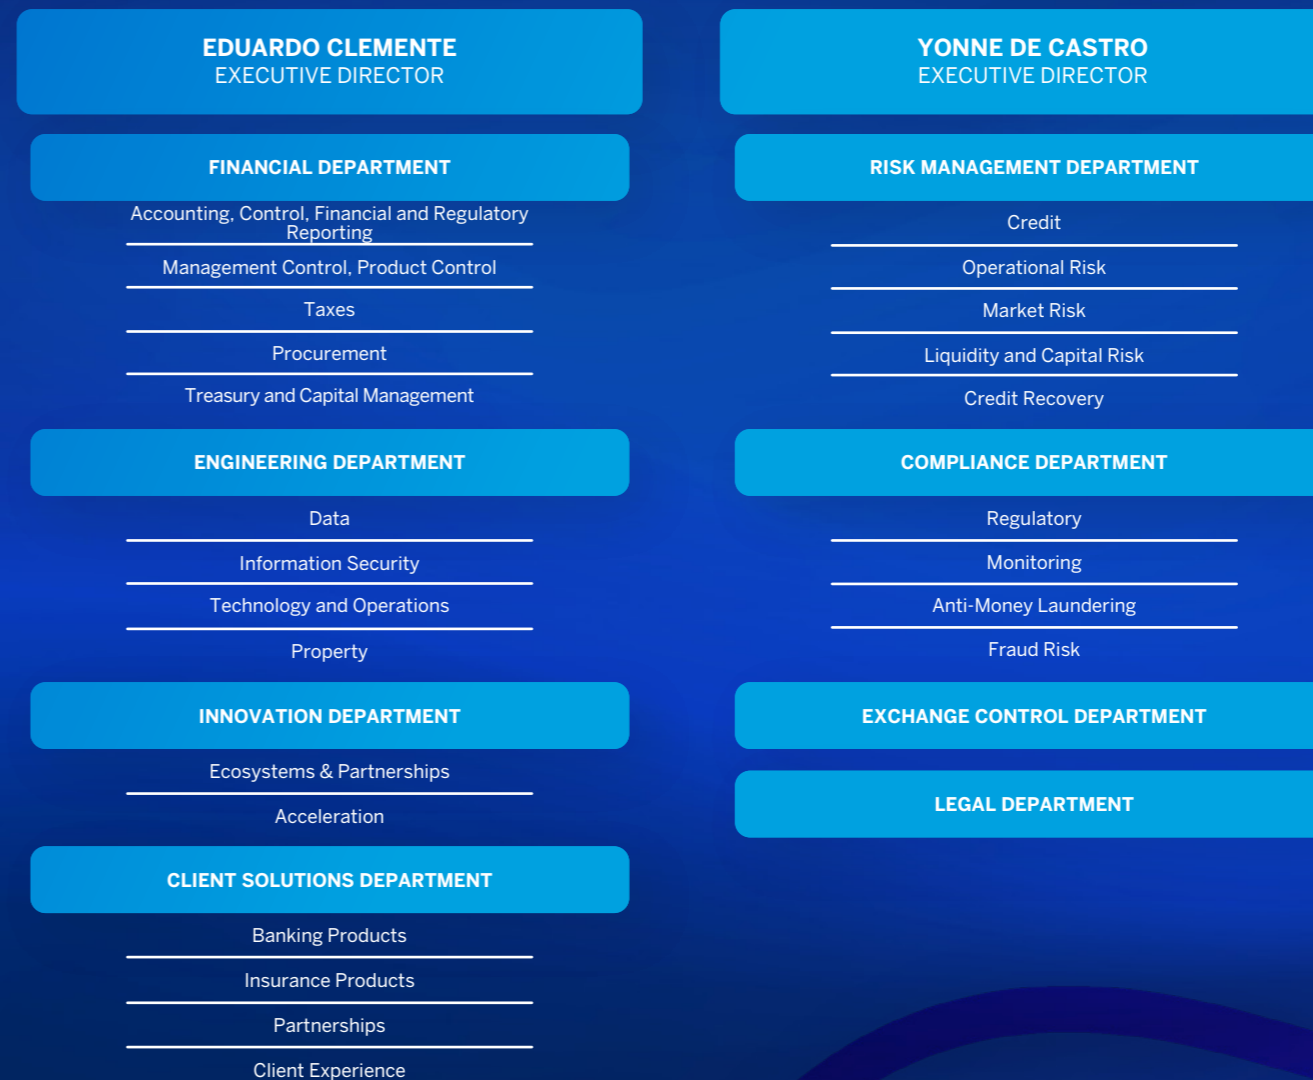 EDUARDO CLEMENTE
EXECUTIVE DIRECTOR
FINANCIAL DEPARTMENT
Accounting, Control, Financial and Regulatory
Reporting
Management Control, Product Control
Taxes
Procurement
Treasury and Capital Management
ENGINEERING DEPARTMENT
Data
Information Security
Technology and Operations
Property
INNOVATION DEPARTMENT
Ecosystems & Partnerships
Acceleration
CLIENT SOLUTIONS DEPARTMENT
Banking Products
Insurance Products
Partnerships
Client Experience
YONNE DE CASTRO
EXECUTIVE DIRECTOR
RISK MANAGEMENT DEPARTMENT
Credit
Operational Risk
Market Risk
Liquidity and Capital Risk
Credit Recovery
COMPLIANCE DEPARTMENT
Regulatory
Monitoring
Anti-Money Laundering
Fraud Risk
EXCHANGE CONTROL DEPARTMENT
LEGAL DEPARTMENT